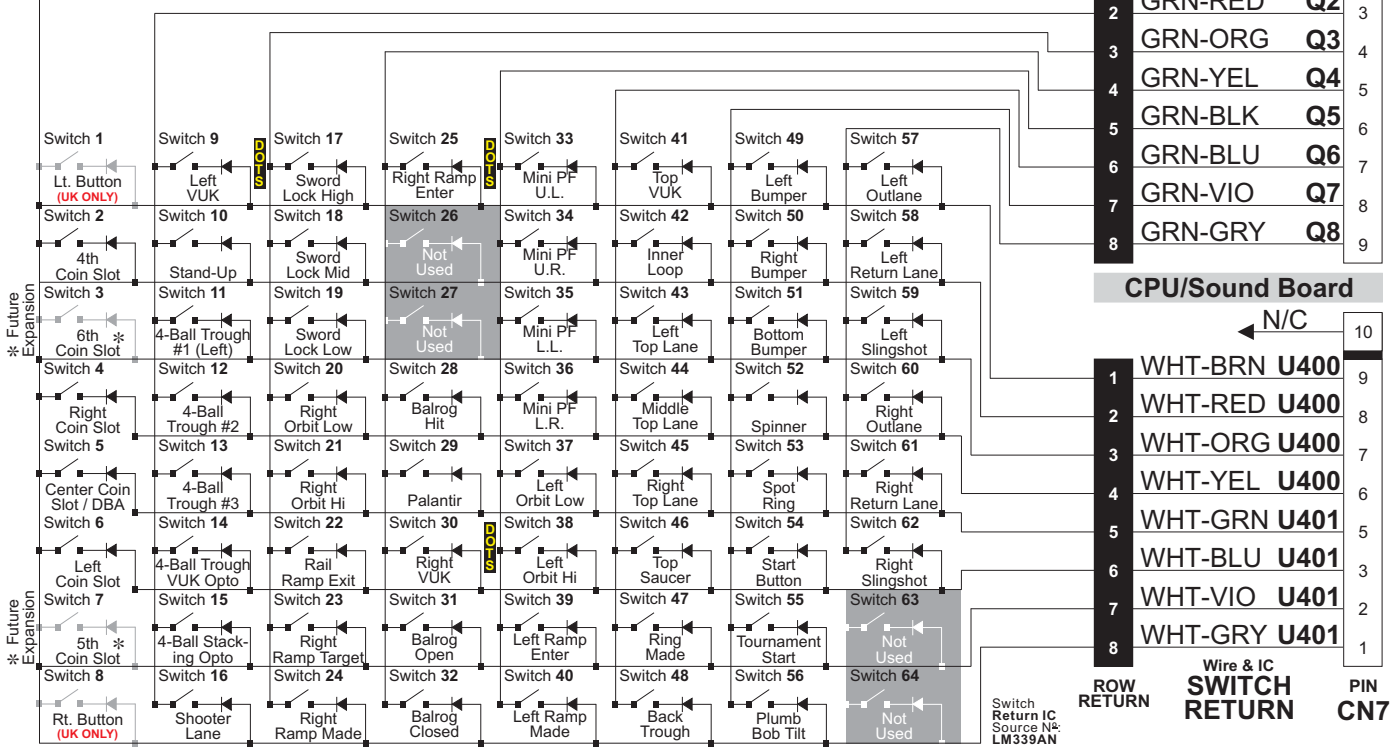 2 GRN-RED Q2 3
3 GRN-ORG Q3 4
4 GRN-YEL Q4 5
5 GRN-BLK Q5 6
6 GRN-BLU Q6 7
7 GRN-VIO Q7 8
8 GRN-GRY Q8 9
Switch 1
Lt. Button
(UK ONLY)
Switch 9
Left
VUK
DOTS
Switch 17
Sword
Lock High
Switch 25
Right Ramp
Enter
DOTS
Switch 33
Mini PF
U.L.
Switch 41
Top
VUK
Switch 49
Left
Bumper
Switch 57
Left
Outlane
Switch 2
4th
Coin Slot
Switch 10
Stand-Up
Switch 18
Sword
Lock Mid
Switch 26
Not
Used
Switch 34
Mini PF
U.R.
Switch 42
Inner
Loop
Switch 50
Right
Bumper
Switch 58
Left
Return Lane
CPU/Sound Board
* Future
Expansion
Switch 3
6th *
Coin Slot
Switch 11
4-Ball Trough
#1 (Left)
Switch 19
Sword
Lock Low
Switch 27
Not
Used
Switch 35
Mini PF
L.L.
Switch 43
Left
Top Lane
Switch 51
Bottom
Bumper
Switch 59
Left
Slingshot
N/C 10
Switch 4
Right
Coin Slot
Switch 12
4-Ball
Trough #2
Switch 20
Right
Orbit Low
Switch 28
Balrog
Hit
Switch 36
Mini PF
L.R.
Switch 44
Middle
Top Lane
Switch 52
Spinner
Switch 60
Right
Outlane
1 WHT-BRN U400 9
2 WHT-RED U400 8
3 WHT-ORG U400 7
4 WHT-YEL U400 6
5 WHT-GRN U401 5
6 WHT-BLU U401 3
7 WHT-VIO U401 2
8 WHT-GRY U401 1
Switch 5
Center Coin
Slot / DBA
Switch 13
4-Ball
Trough #3
Switch 21
Right
Orbit Hi
Switch 29
Palantir
Switch 37
Left
Orbit Low
Switch 45
Right
Top Lane
Switch 53
Spot
Ring
Switch 61
Right
Return Lane
Switch 6
Left
Coin Slot
Switch 14
4-Ball Trough
VUK Opto
Switch 22
Rail
Ramp Exit
Switch 30
Right
VUK
DOTS
Switch 38
Left
Orbit Hi
Switch 46
Top
Saucer
Switch 54
Start
Button
Switch 62
Right
Slingshot
* Future
Expansion
Switch 7
5th *
Coin Slot
Switch 15
4-Ball Stack-
ing Opto
Switch 23
Right
Ramp Target
Switch 31
Balrog
Open
Switch 39
Left Ramp
Enter
Switch 47
Ring
Made
Switch 55
Tournament
Start
Switch 63
Not
Used
Switch 8
Rt. Button
(UK ONLY)
Switch 16
Shooter
Lane
Switch 24
Right
Ramp Made
Switch 32
Balrog
Closed
Switch 40
Left Ramp
Made
Switch 48
Back
Trough
Switch 56
Plumb
Bob Tilt
Switch 64
Not
Used
Switch
Return IC
Source Nº:
LM339AN
ROW
RETURN
Wire & IC
SWITCH
RETURN
PIN
CN7